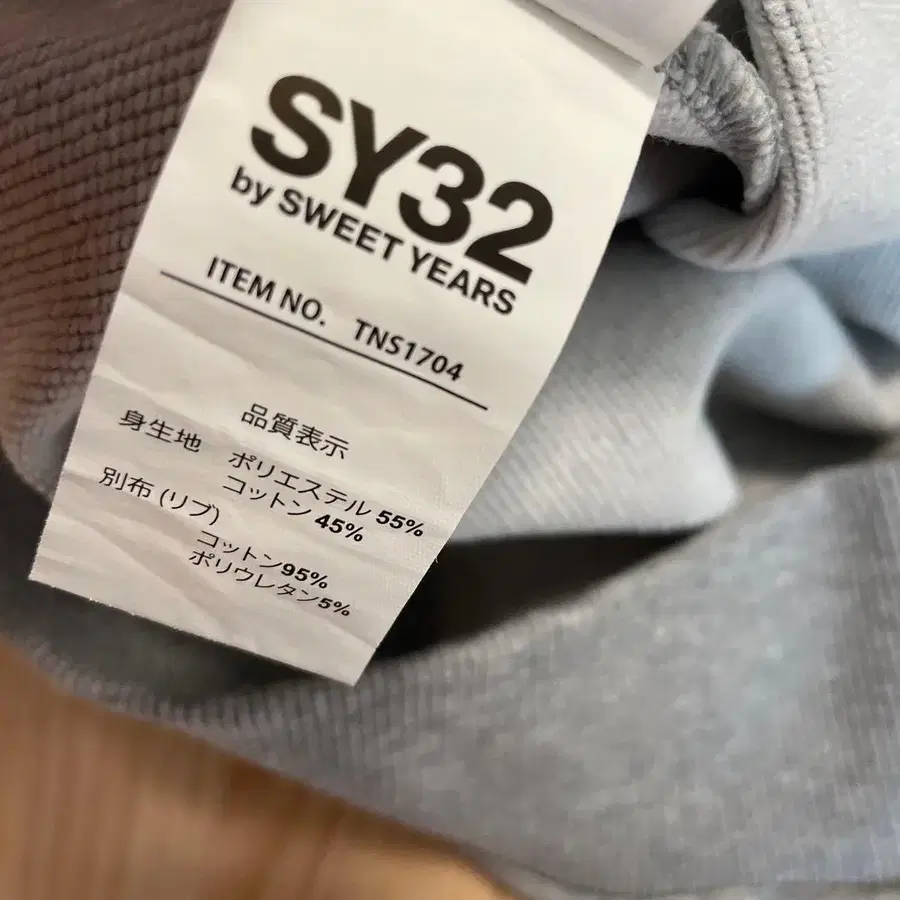 SY32
by SWEET YEARS
ITEM NO. TNS1704
品質表示
身生地 ポリエステル 55%
コットン 45%
別布 (リブ)
コットン95%
ポリウレタン5%